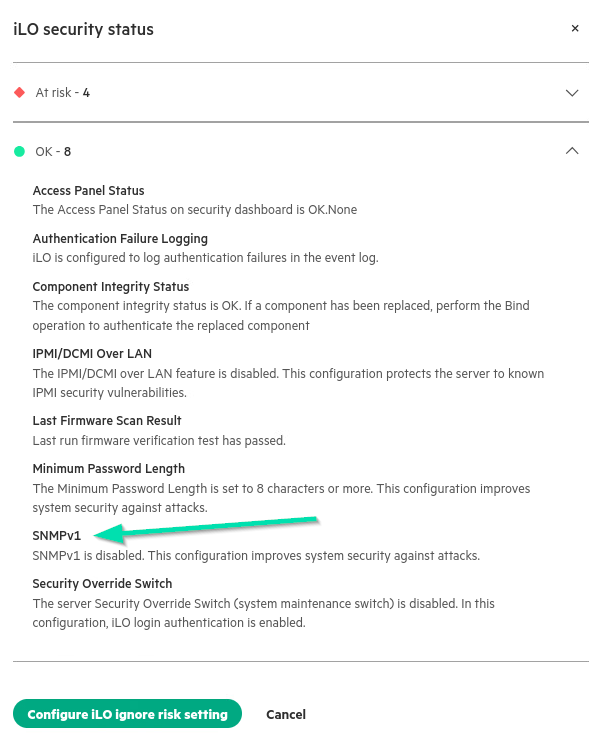 iLO security status
At risk - 4
OK - 8
Access Panel Status
The Access Panel Status on security dashboard is OK.None
Authentication Failure Logging
iLO is configured to log authentication failures in the event log.
Component Integrity Status
The component integrity status is OK. If a component has been replaced, perform the Bind
operation to authenticate the replaced component
IPMI/DCMI Over LAN
The IPMI/DCMI over LAN feature is disabled. This configuration protects the server to known
IPMI security vulnerabilities.
Last Firmware Scan Result
Last run firmware verification test has passed.
Minimum Password Length
The Minimum Password Length is set to 8 characters or more. This configuration improves
system security against attacks.
SNMPv1
SNMPv1 is disabled. This configuration improves system security against attacks.
Security Override Switch
The server Security Override Switch (system maintenance switch) is disabled. In this
configuration, iLO login authentication is enabled.
Configure iLO ignore risk setting
Cancel